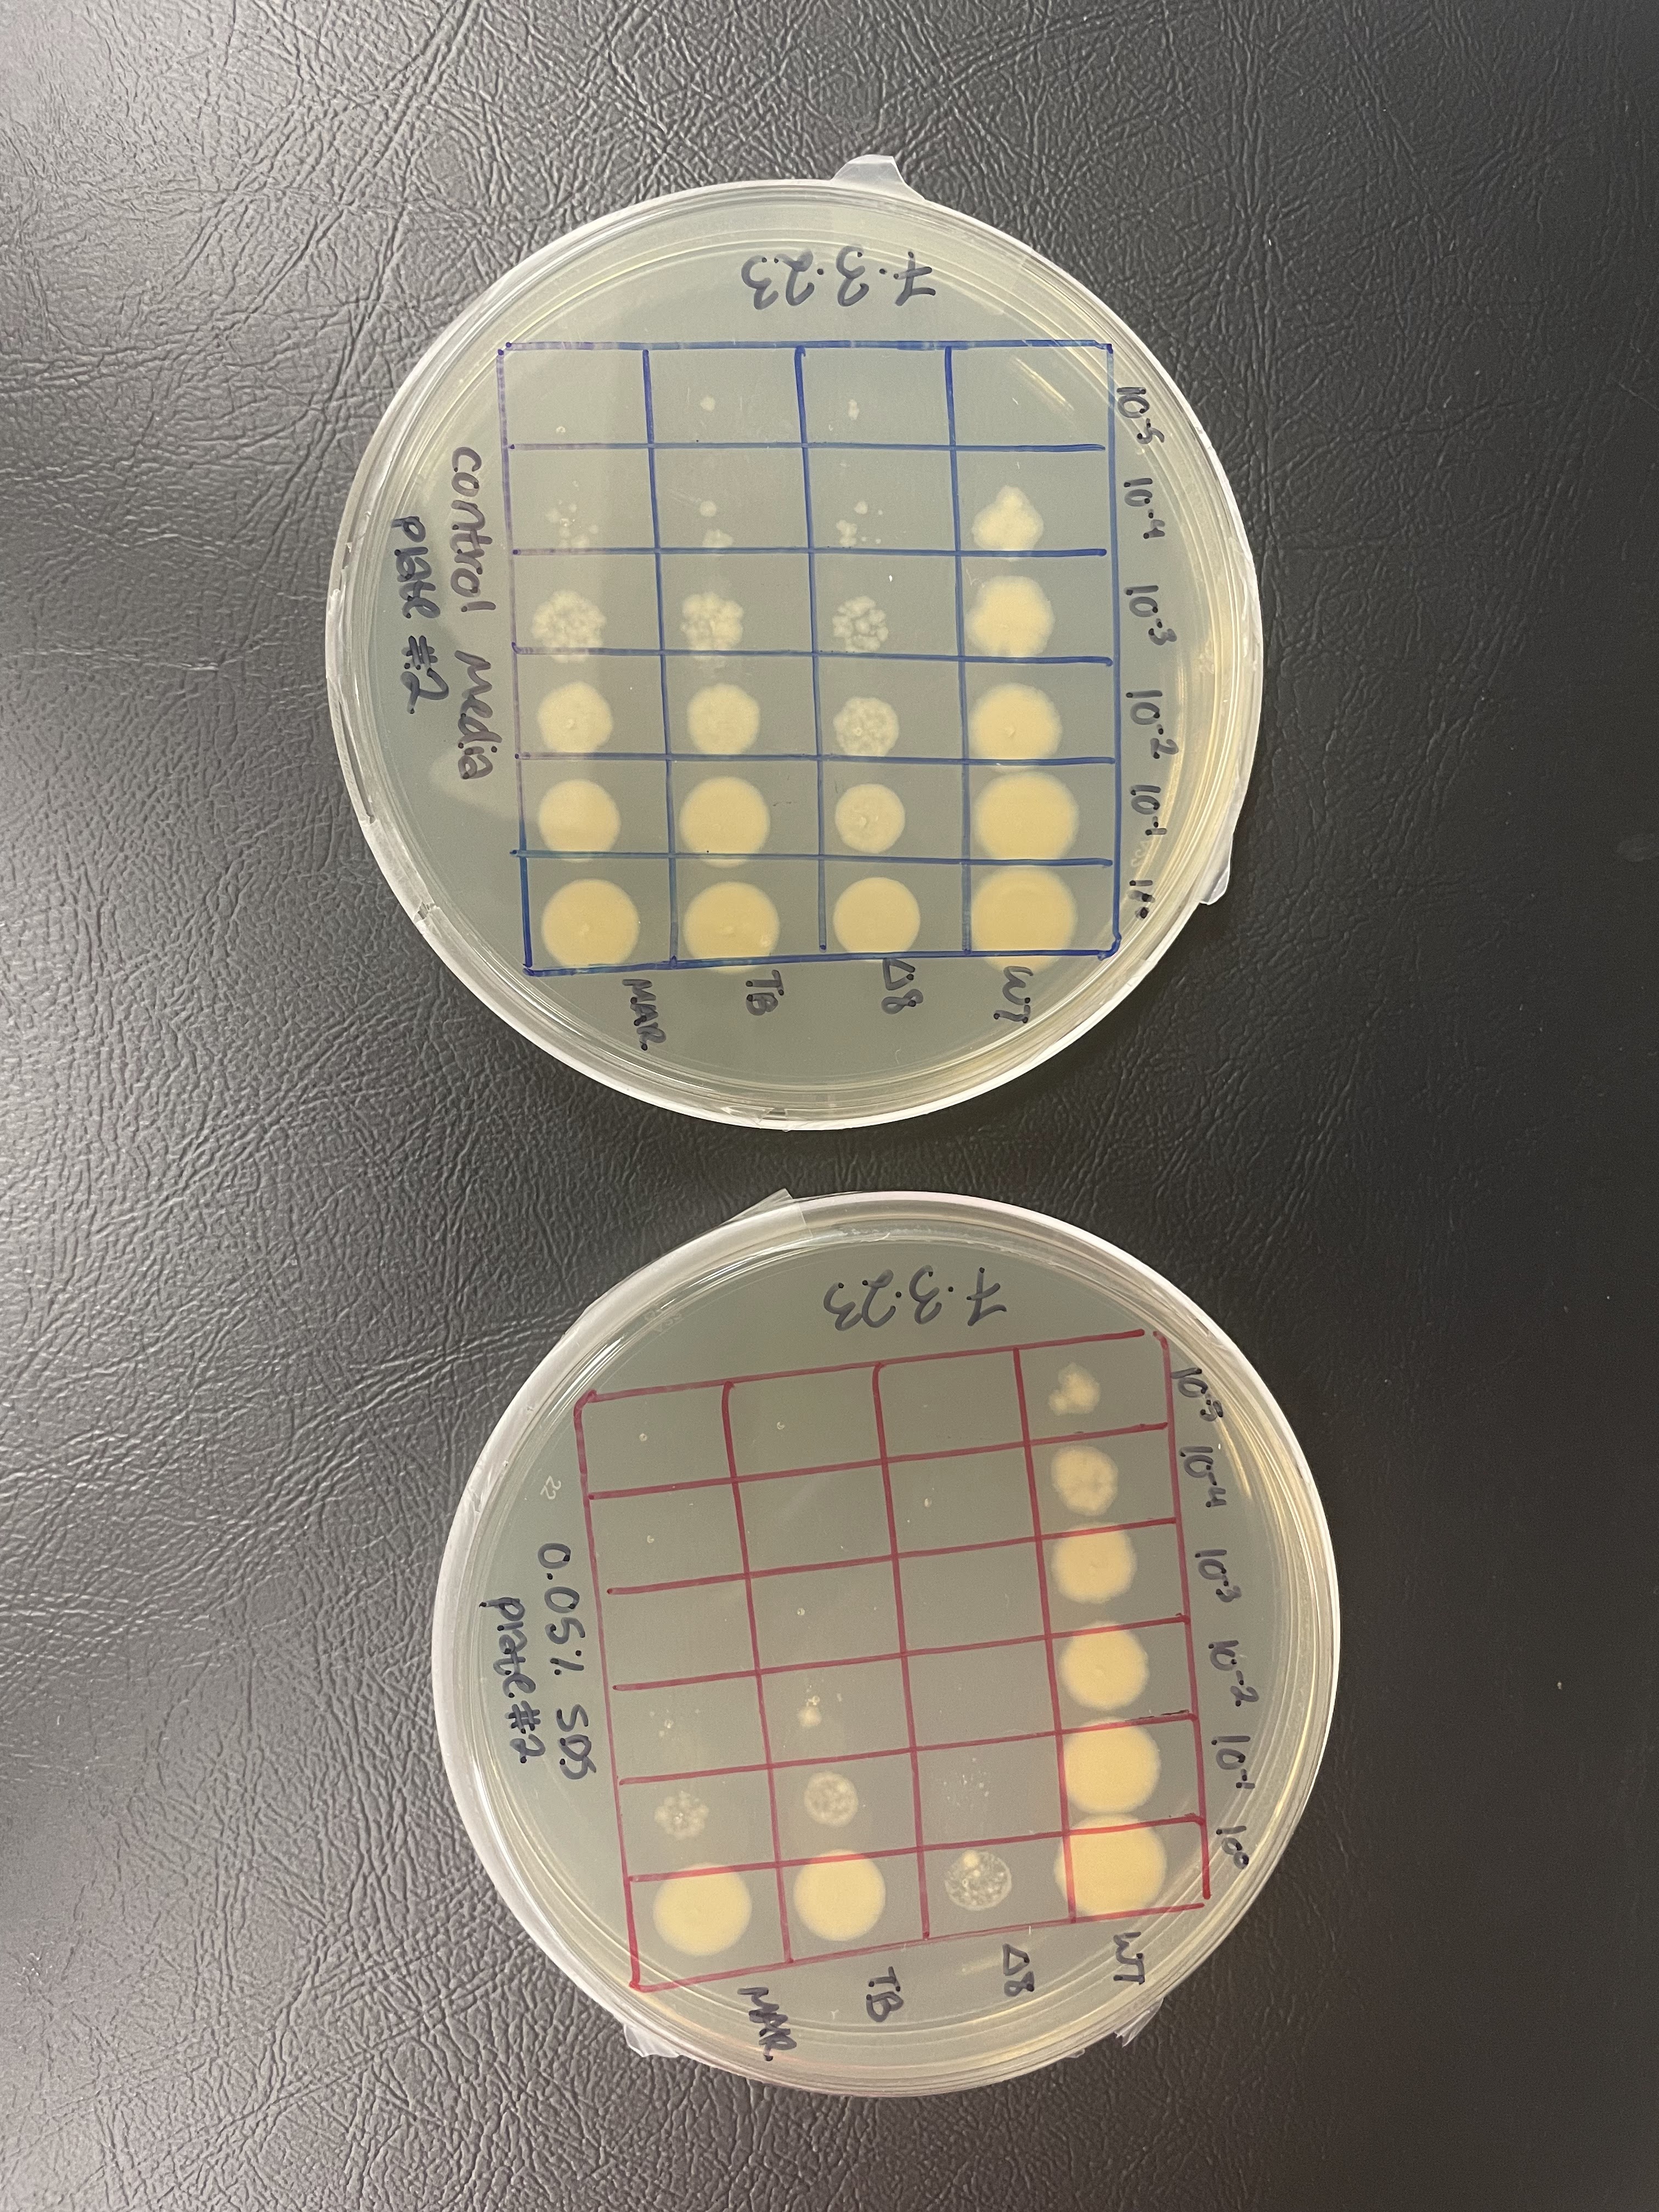 7.3.23
10-5
10-4
10-3
10-2
10-1
WT
Δ8
TB
MAR.
control media
plate #2
7.3.23
10-5
10-4
10-3
10-2
10-1
10⁰
WT
Δ8
TB
MAR.
0.05% SDS
plate #2
22